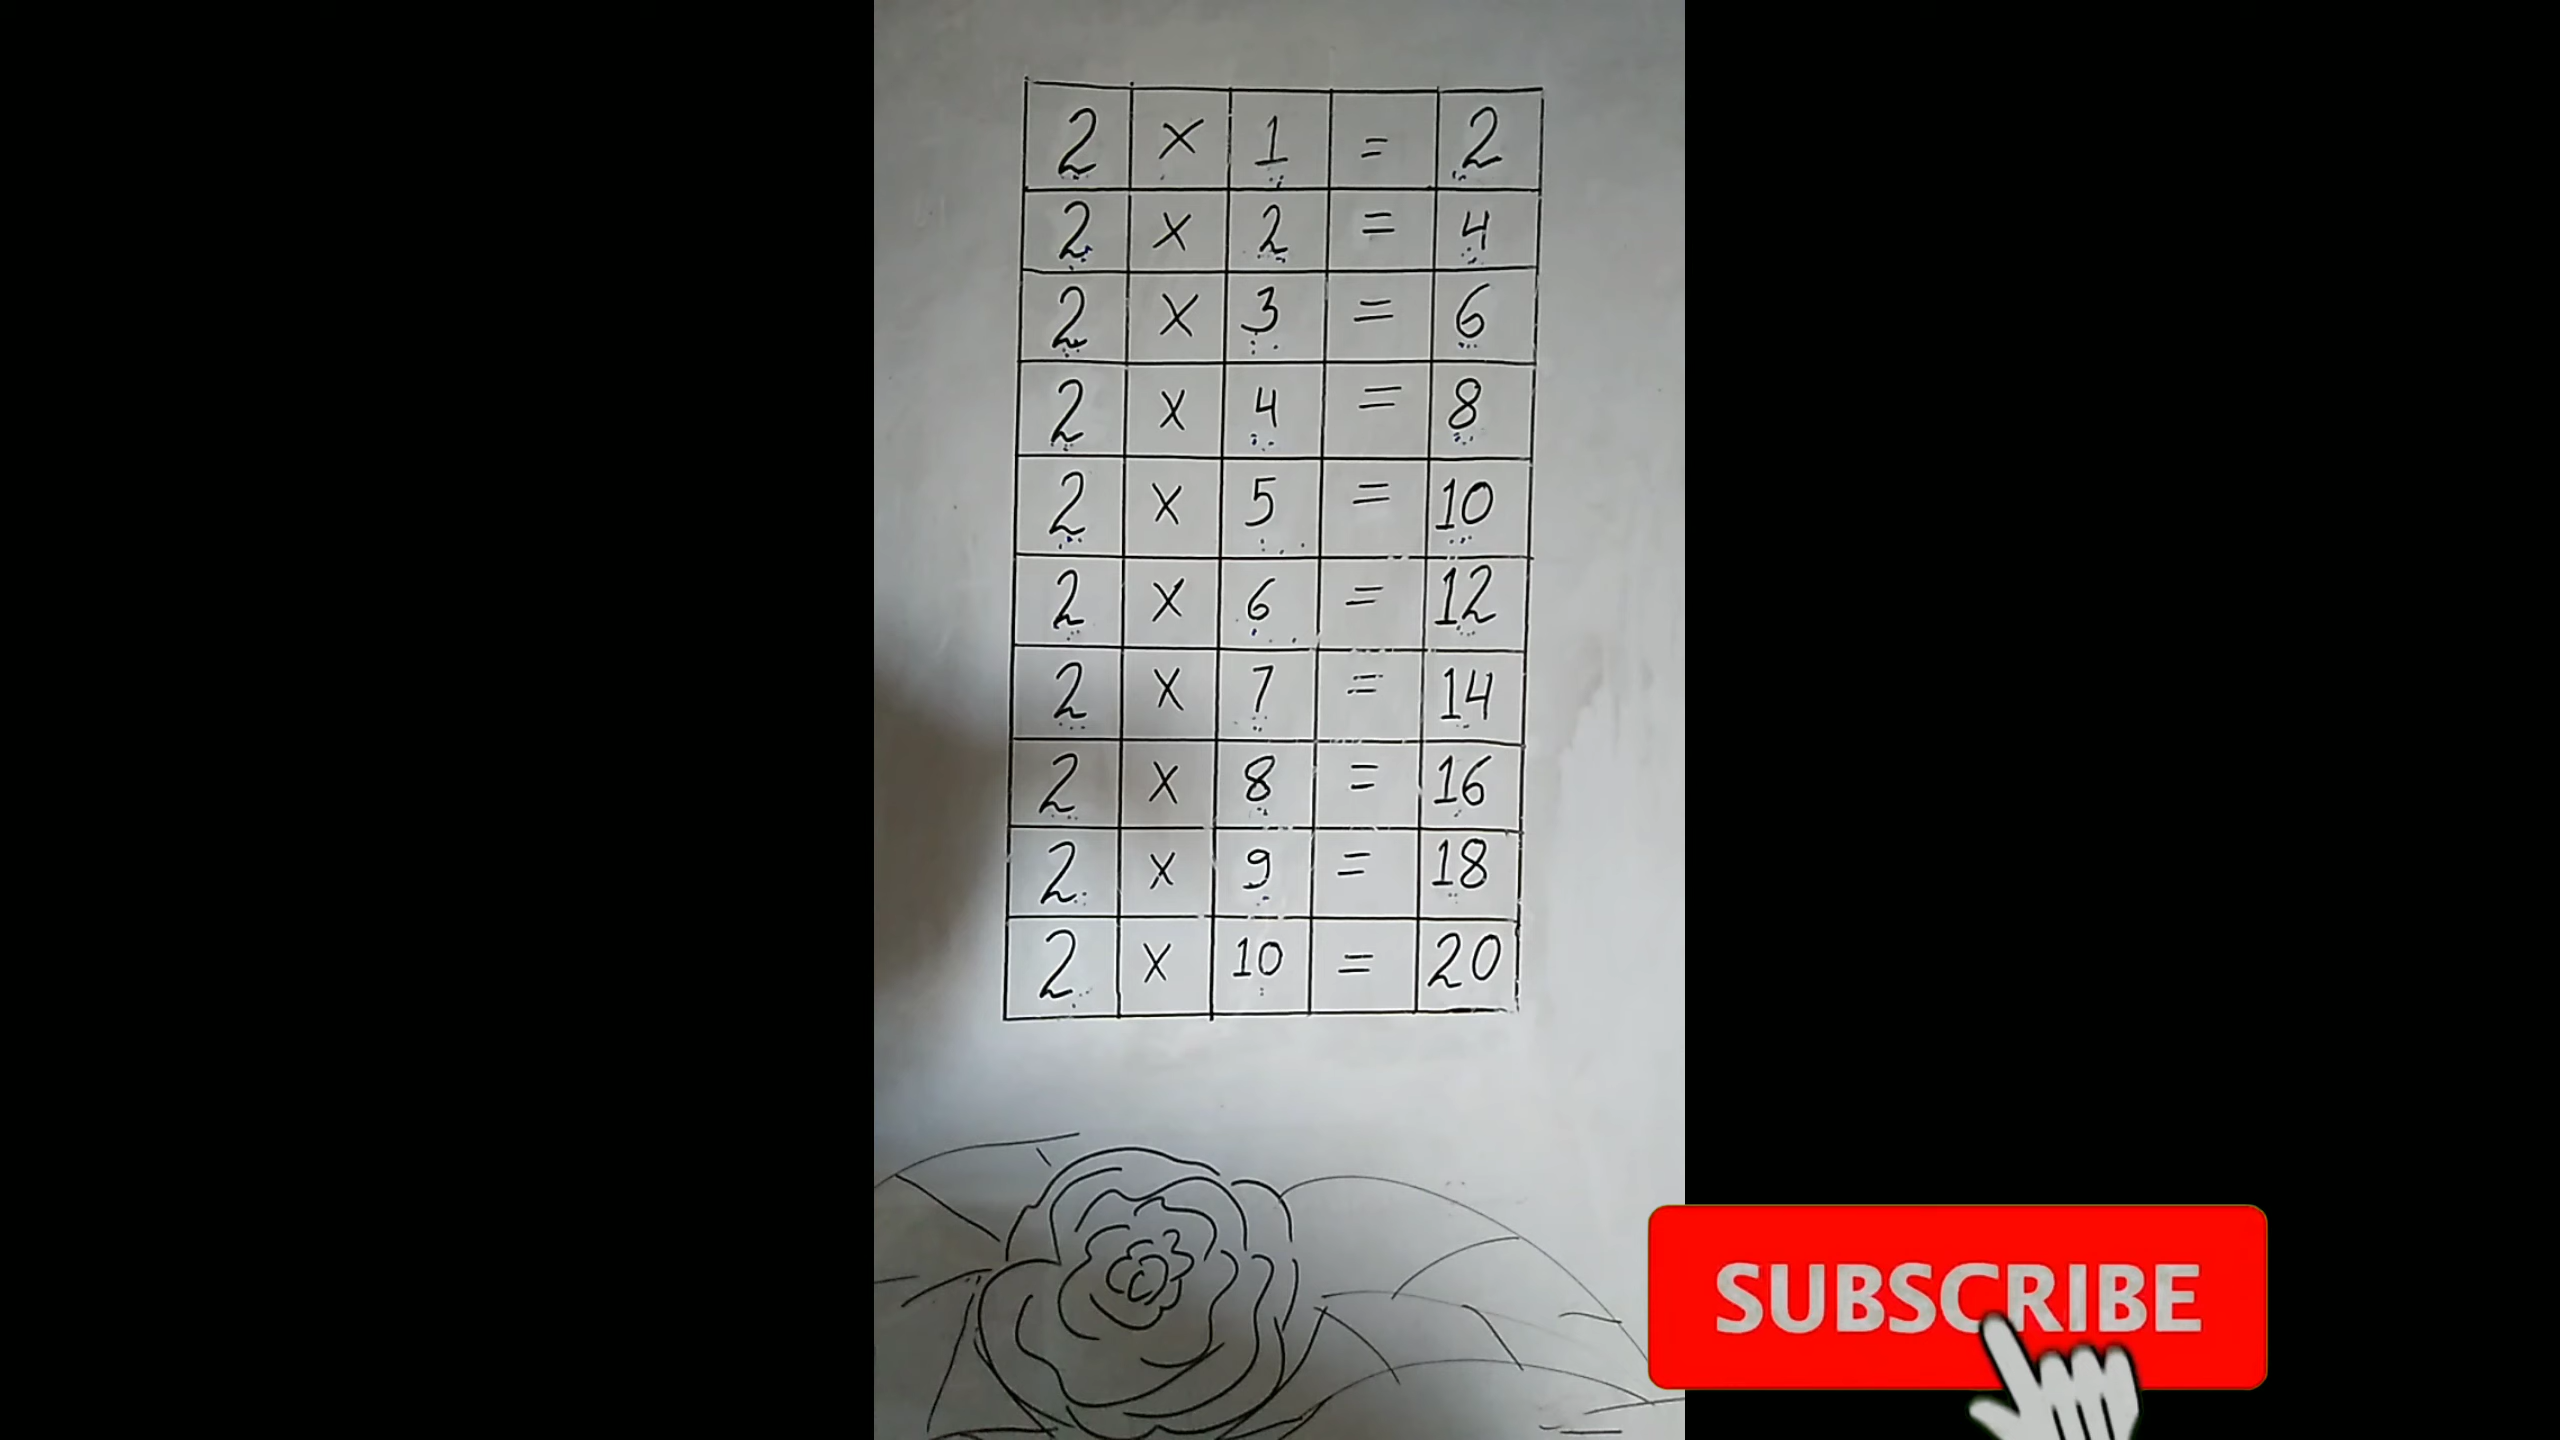 2 × 1 = 2
2 × 2 = 4
2 × 3 = 6
2 × 4 = 8
2 × 5 = 10
2 × 6 = 12
2 × 7 = 14
2 × 8 = 16
2 × 9 = 18
2 × 10 = 20
SUBSCRIBE